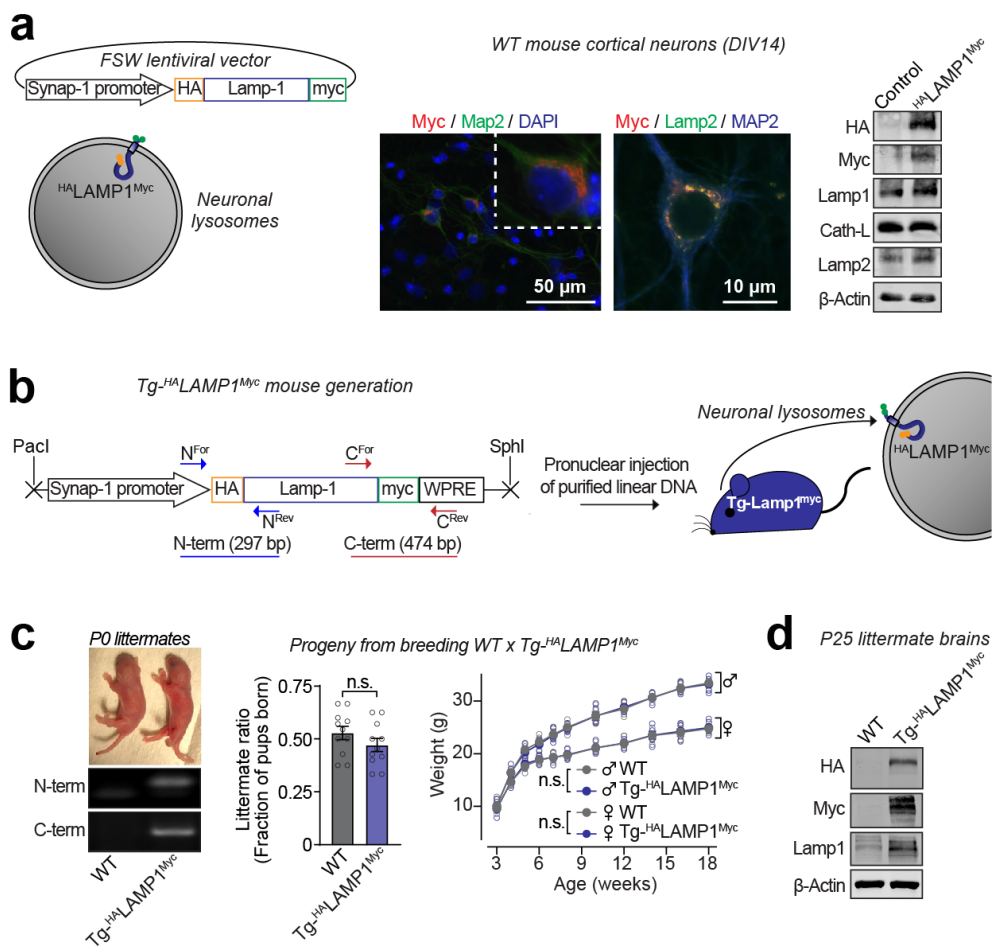 a
FSW lentiviral vector
Synap-1 promoter HA Lamp-1 myc
HALAMP1Myc
Neuronal
lysosomes
WT mouse cortical neurons (DIV14)
Myc / Map2 / DAPI
50 µm
Myc / Lamp2 / MAP2
10 µm
Control
HALAMP1Myc
HA
Myc
Lamp1
Cath-L
Lamp2
β-Actin
b
Tg-HALAMP1Myc mouse generation
PacI
NFor
CFor
SphI
Synap-1 promoter HA Lamp-1 myc WPRE
NRev
CRev
N-term (297 bp)
C-term (474 bp)
Pronuclear injection
of purified linear DNA
Neuronal lysosomes
Tg-Lamp1myc
HALAMP1Myc
c
P0 littermates
N-term
C-term
WT
Tg-HALAMP1Myc
Progeny from breeding WT x Tg-HALAMP1Myc
Littermate ratio
(Fraction of pups born)
0.75
0.50
0.25
0
n.s.
WT
Tg-HALAMP1Myc
Weight (g)
30
20
10
♂
♀
n.s.
♂ WT
♂ Tg-HALAMP1Myc
n.s.
♀ WT
♀ Tg-HALAMP1Myc
3 6 9 12 15 18
Age (weeks)
d
P25 littermate brains
WT
Tg-HALAMP1Myc
HA
Myc
Lamp1
β-Actin